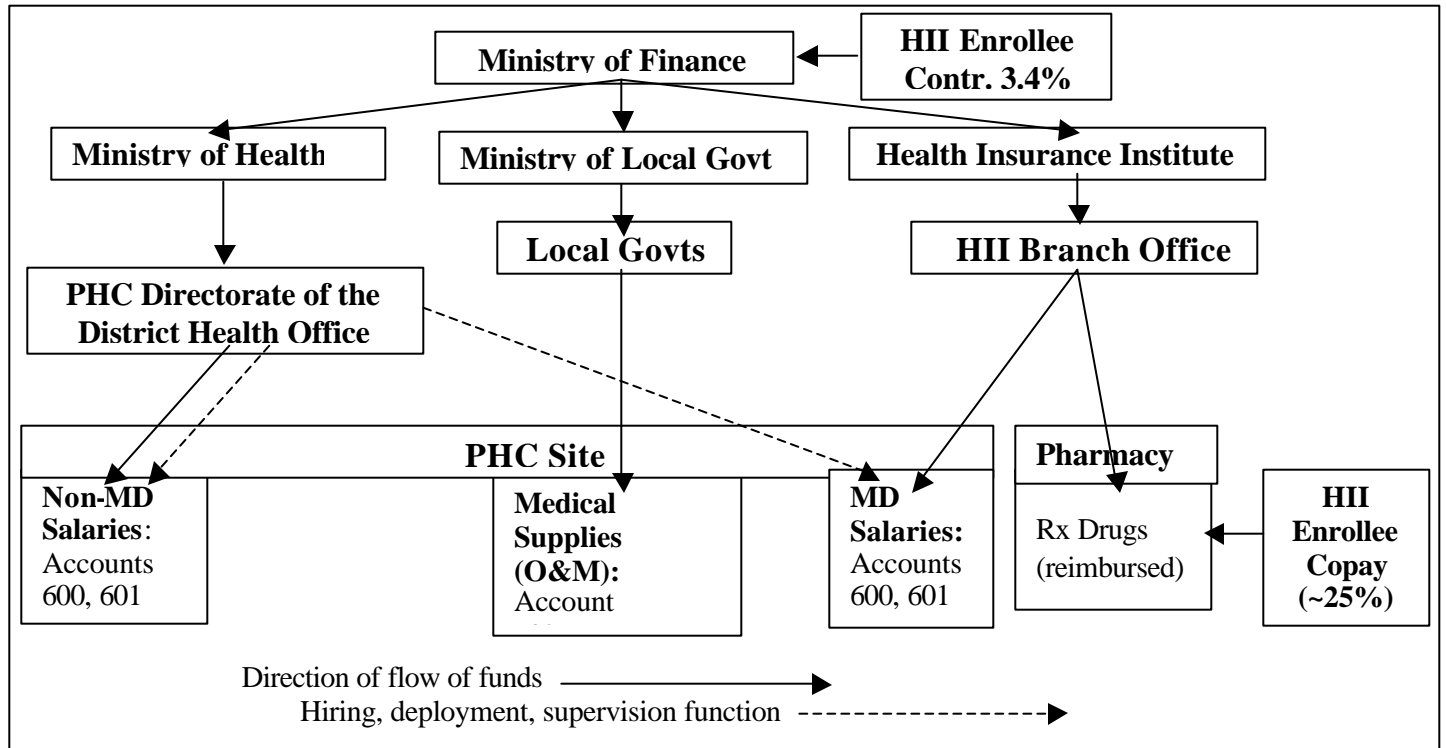 Ministry of Finance
HII Enrollee
Contr. 3.4%
Ministry of Health
Ministry of Local Govt
Health Insurance Institute
Local Govts
HII Branch Office
PHC Directorate of the
District Health Office
PHC Site
Pharmacy
Non-MD
Salaries:
Accounts
600, 601
Medical
Supplies
(O&M):
Account
MD
Salaries:
Accounts
600, 601
Rx Drugs
(reimbursed)
HII
Enrollee
Copay
(~25%)
Direction of flow of funds
Hiring, deployment, supervision function